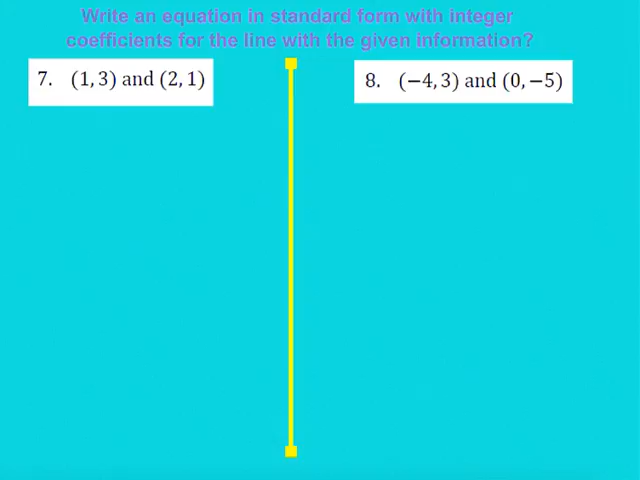 Write an equation in standard form with integer
coefficients for the line with the given information?
7. (1, 3) and (2, 1)
8. (−4, 3) and (0, −5)